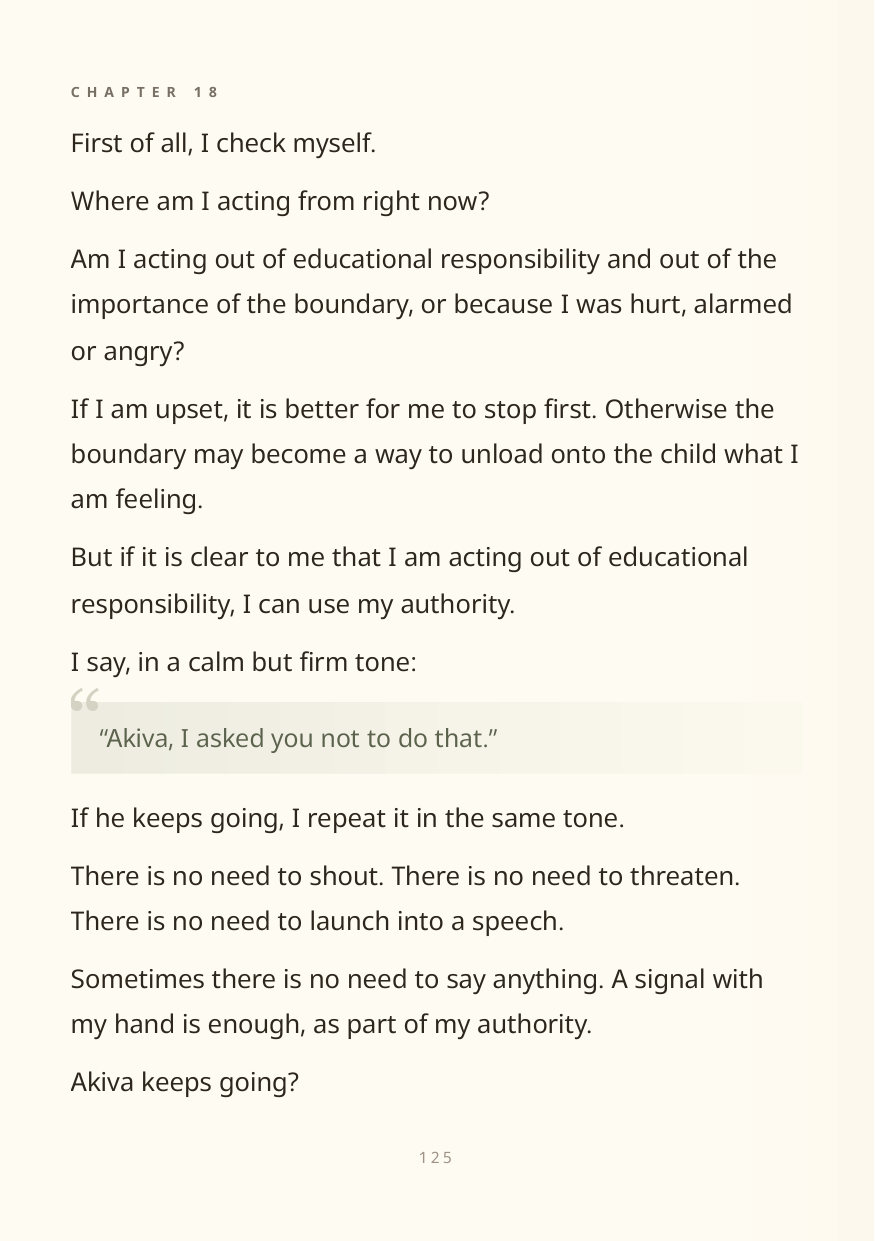 CHAPTER 18
First of all, I check myself.
Where am I acting from right now?
Am I acting out of educational responsibility and out of the
importance of the boundary, or because I was hurt, alarmed
or angry?
If I am upset, it is better for me to stop first. Otherwise the
boundary may become a way to unload onto the child what I
am feeling.
But if it is clear to me that I am acting out of educational
responsibility, I can use my authority.
I say, in a calm but firm tone:
“
“Akiva, I asked you not to do that.”
If he keeps going, I repeat it in the same tone.
There is no need to shout. There is no need to threaten.
There is no need to launch into a speech.
Sometimes there is no need to say anything. A signal with
my hand is enough, as part of my authority.
Akiva keeps going?
125